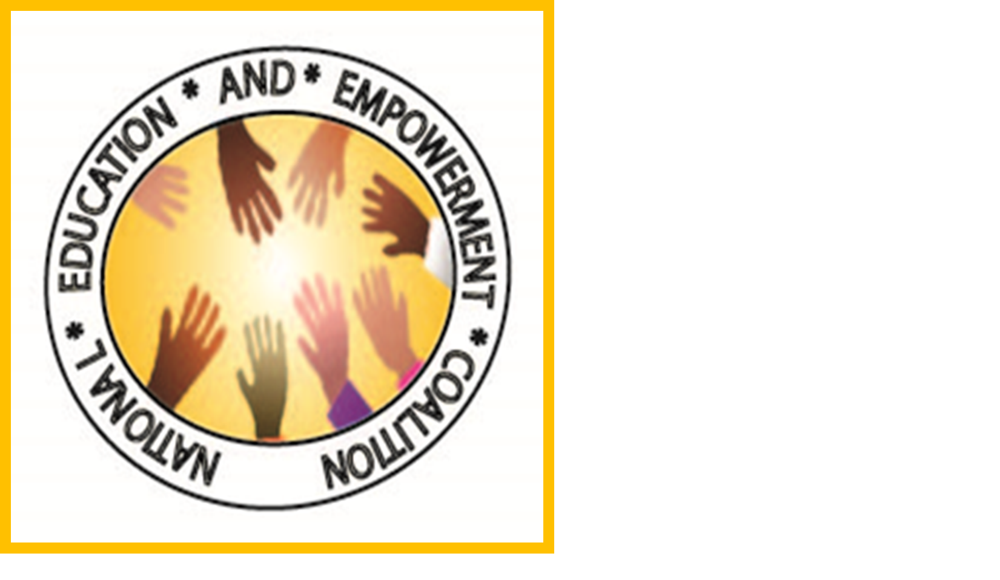 NATIONAL * EDUCATION * AND * EMPOWERMENT * COALITION